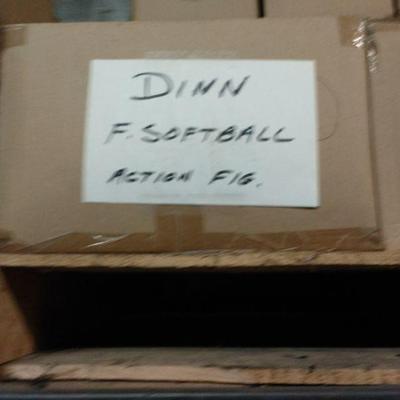 DINN
F. SOFTBALL
ACTION FIG.